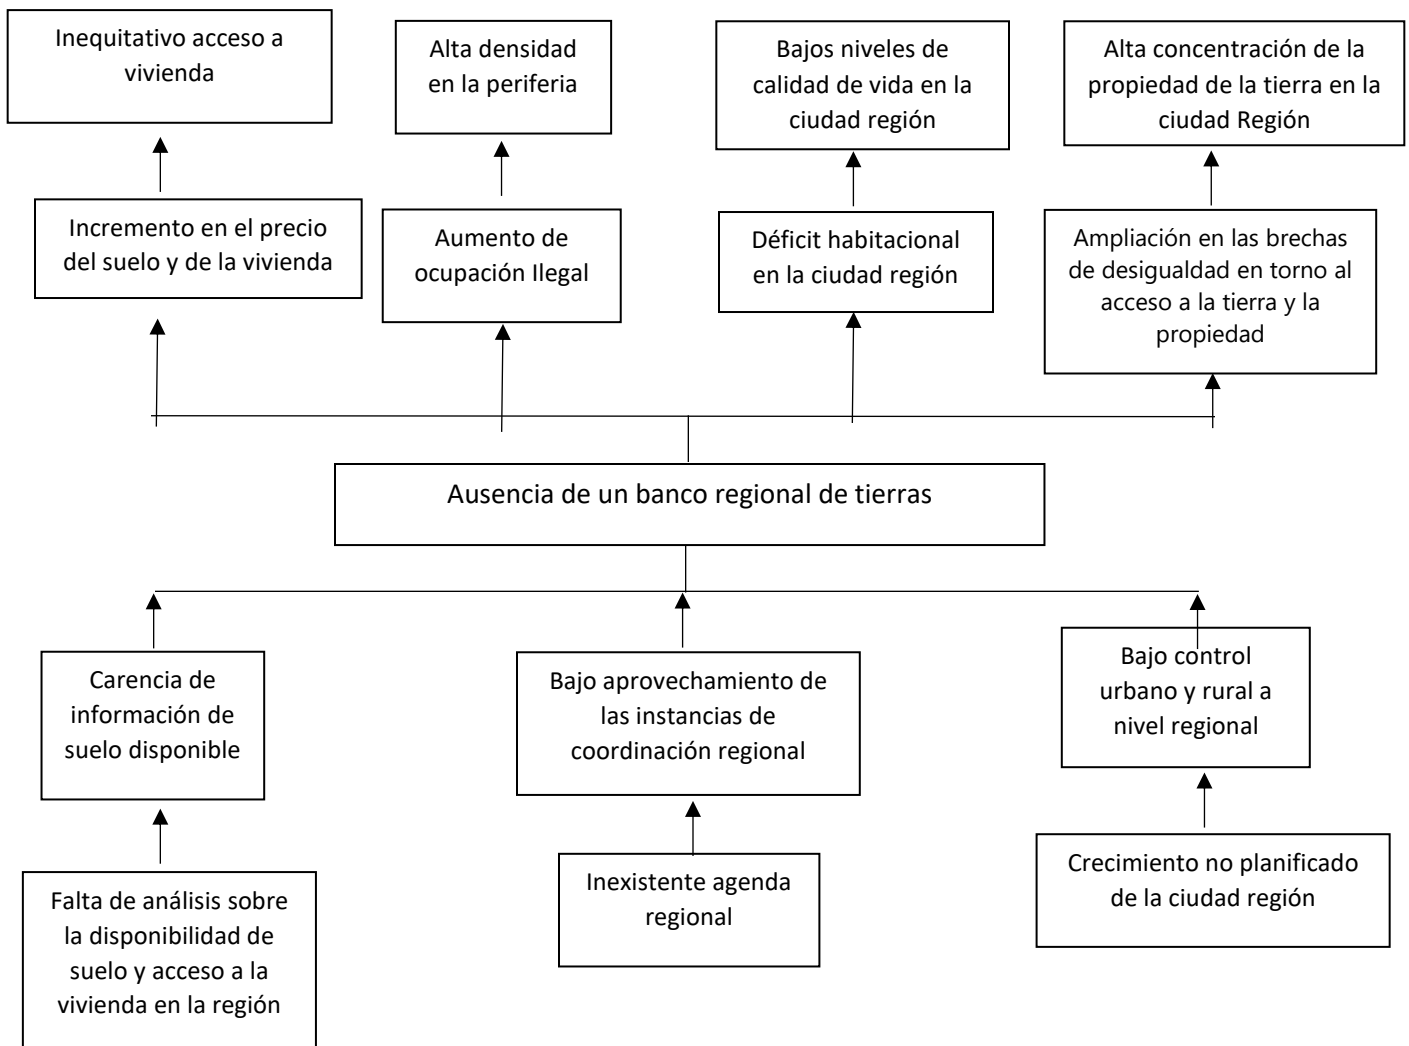 Inequitativo acceso a
vivienda
Alta densidad
en la periferia
Bajos niveles de
calidad de vida en la
ciudad región
Alta concentración de la
propiedad de la tierra en la
ciudad Región
Incremento en el precio
del suelo y de la vivienda
Aumento de
ocupación Ilegal
Déficit habitacional
en la ciudad región
Ampliación en las brechas
de desigualdad en torno al
acceso a la tierra y la
propiedad
Ausencia de un banco regional de tierras
Carencia de
información de
suelo disponible
Bajo aprovechamiento de
las instancias de
coordinación regional
Bajo control
urbano y rural a
nivel regional
Falta de análisis sobre
la disponibilidad de
suelo y acceso a la
vivienda en la región
Inexistente agenda
regional
Crecimiento no planificado
de la ciudad región